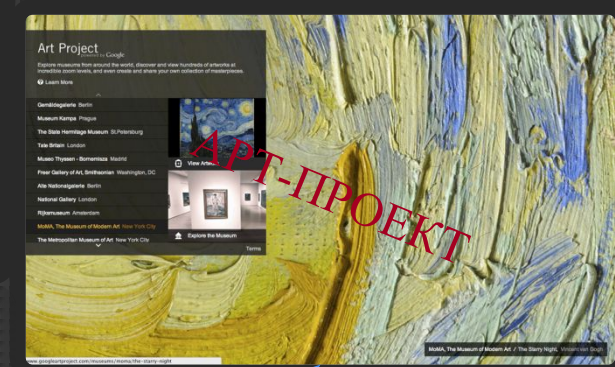 Art Project
powered by Google
Explore museums from around the world, discover and view hundreds of artworks at
incredible zoom levels, and even create and share your own collection of masterpieces.
Learn More
Gemäldegalerie Berlin
Museum Kampa Prague
The State Hermitage Museum St.Petersburg
Tate Britain London
Museo Thyssen - Bornemisza Madrid
Freer Gallery of Art, Smithsonian Washington, DC
Alte Nationalgalerie Berlin
National Gallery London
Rijksmuseum Amsterdam
MoMA, The Museum of Modern Art New York City
The Metropolitan Museum of Art New York City
View
Explore the Museum
Terms
АРТ-ПРОЕКТ
MoMA, The Museum of Modern Art / The Starry Night, Vincent van Gogh
www.googleartproject.com/museums/moma/the-starry-night